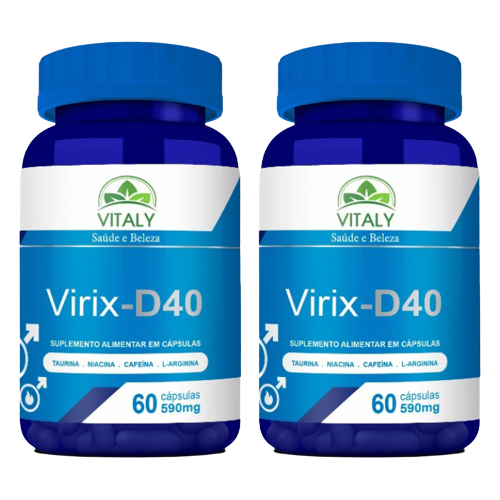 VITALY
Saúde e Beleza
Virix-D40
SUPLEMENTO ALIMENTAR EM CÁPSULAS
TAURINA . NIACINA . CAFEÍNA . L-ARGININA
60 cápsulas
590mg
VITALY
Saúde e Beleza
Virix-D40
SUPLEMENTO ALIMENTAR EM CÁPSULAS
TAURINA . NIACINA . CAFEÍNA . L-ARGININA
60 cápsulas
590mg